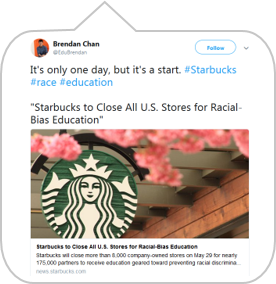 Brendan Chan
@EduBrendan
Follow
It's only one day, but it's a start. #Starbucks
#race #education
"Starbucks to Close All U.S. Stores for Racial-
Bias Education"
Starbucks to Close All U.S. Stores for Racial-Bias Education
Starbucks will close more than 8,000 company-owned stores on May 29 for nearly
175,000 partners to receive education geared toward preventing racial discrimina...
news.starbucks.com